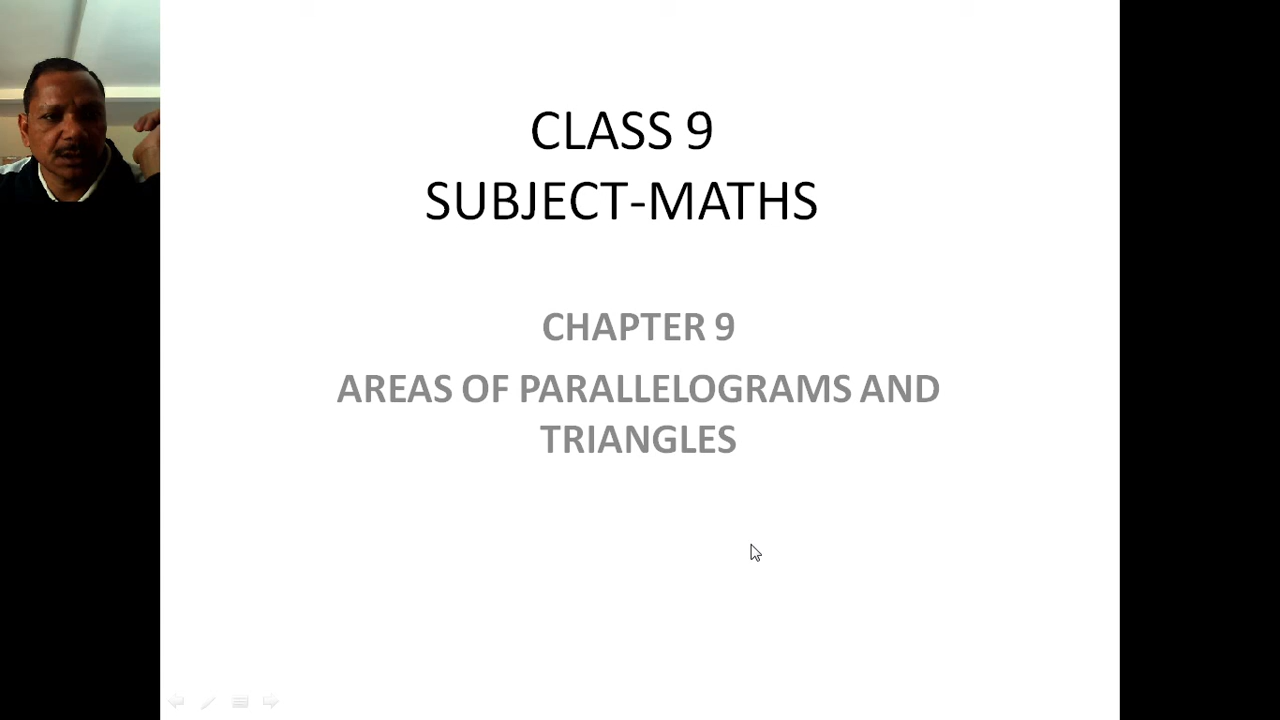 CLASS 9
SUBJECT-MATHS
CHAPTER 9
AREAS OF PARALLELOGRAMS AND
TRIANGLES